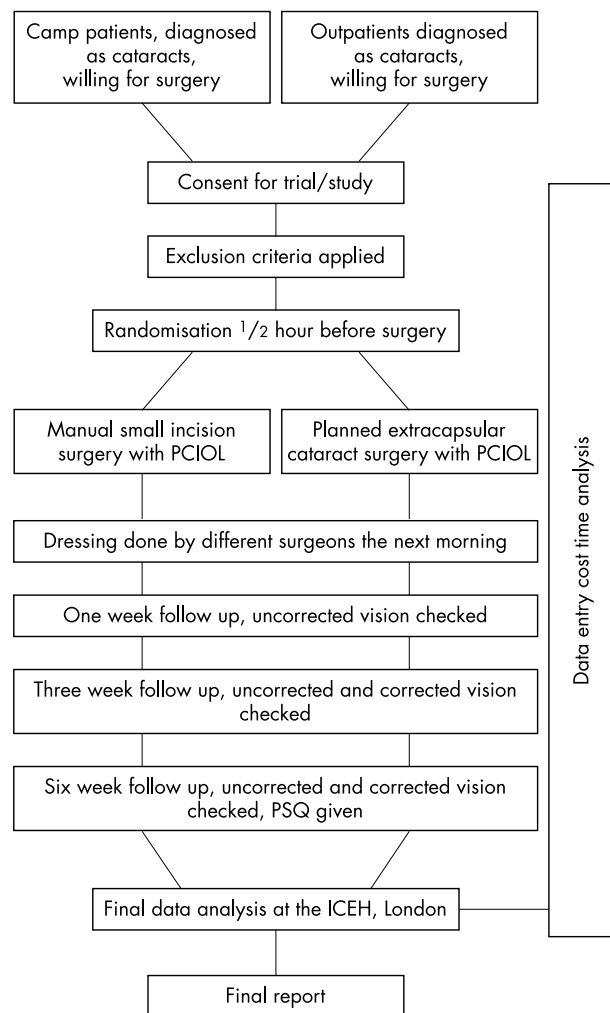 Camp patients, diagnosed
as cataracts,
willing for surgery
Outpatients diagnosed
as cataracts,
willing for surgery
Consent for trial/study
Exclusion criteria applied
Randomisation 1/2 hour before surgery
Manual small incision
surgery with PCIOL
Planned extracapsular
cataract surgery with PCIOL
Dressing done by different surgeons the next morning
One week follow up, uncorrected vision checked
Three week follow up, uncorrected and corrected vision
checked
Six week follow up, uncorrected and corrected vision
checked, PSQ given
Final data analysis at the ICEH, London
Final report
Data entry cost time analysis